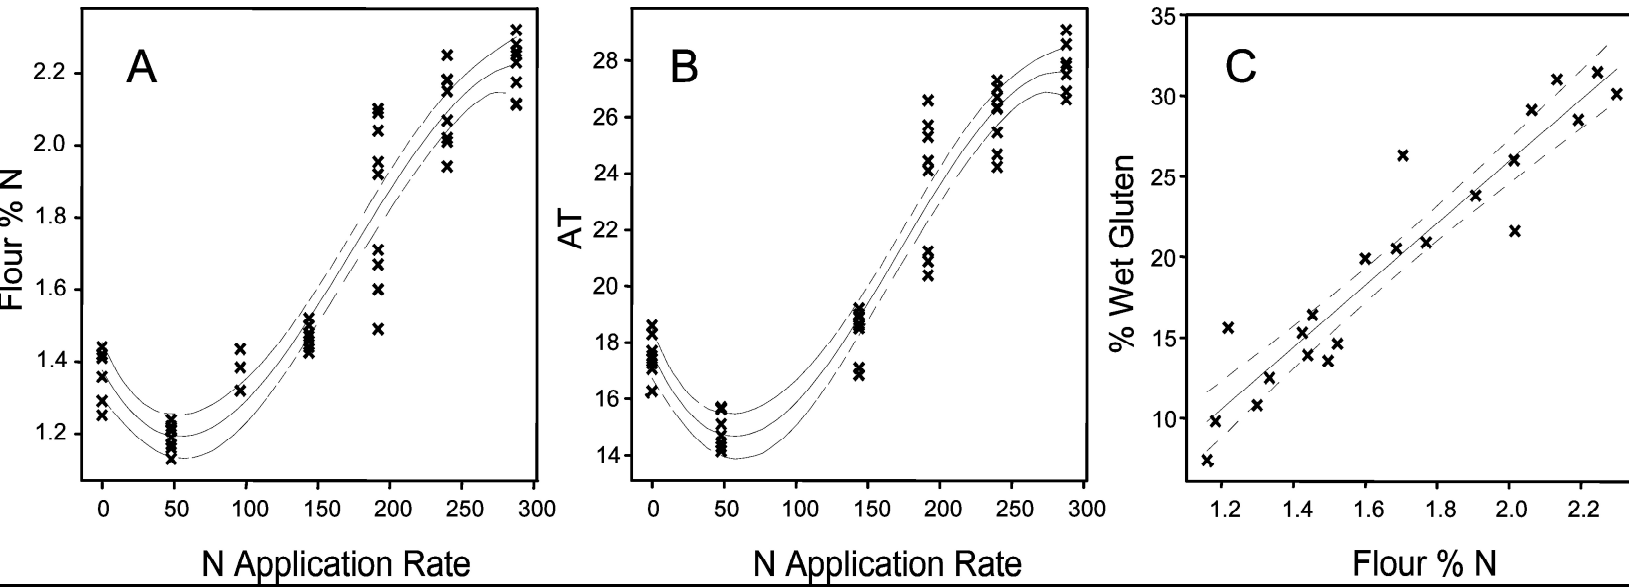 A
Flour % N
2.2
2.0
1.8
1.6
1.4
1.2
0 50 100 150 200 250 300
N Application Rate
B
AT
28
26
24
22
20
18
16
14
0 50 100 150 200 250 300
N Application Rate
C
% Wet Gluten
35
30
25
20
15
10
1.2 1.4 1.6 1.8 2.0 2.2
Flour % N